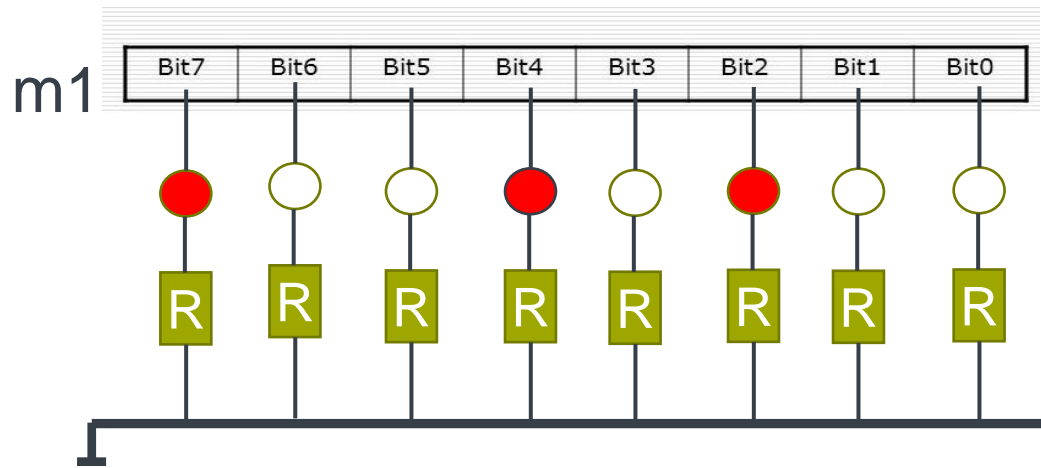 Bit7 Bit6 Bit5 Bit4 Bit3 Bit2 Bit1 Bit0
m1
R R R R R R R R